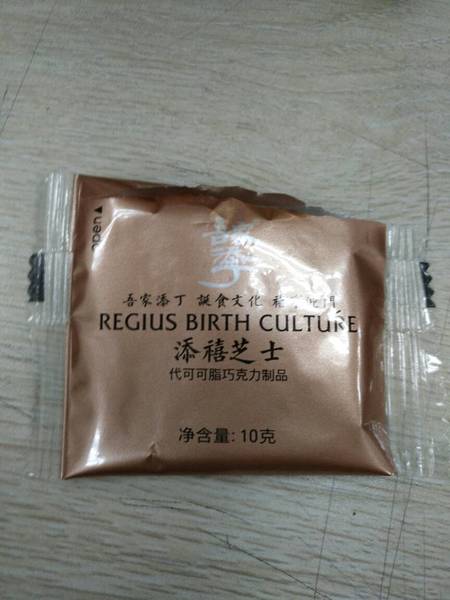 open▲
吾家添丁 誕食文化
REGIUS BIRTH CULTURE
添禧芝士
代可可脂巧克力制品
净含量: 10克